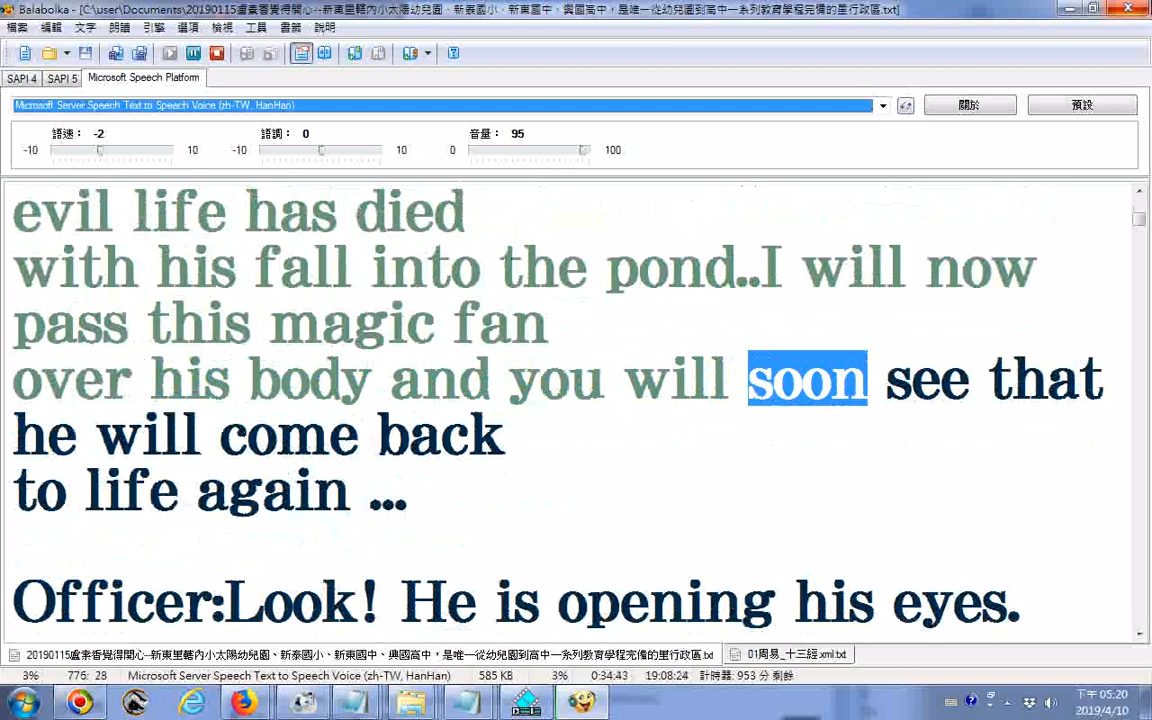 Balabolka - [C:\user\Documents\20190115盧素香覺得開心--新東里轄內小太陽幼兒園、新泰國小、新東國中、興國高中，是唯一從幼兒園到高中一系列教育學程完備的里行政區.txt]
檔案 編輯 文字 朗讀 引擎 選項 檢視 工具 書籤 說明
SAPI 4 SAPI 5 Microsoft Speech Platform
Microsoft Server Speech Text to Speech Voice (zh-TW, HanHan) 關於 預設
語速： -2 語調： 0 音量： 95
-10 10 -10 10 0 100
evil life has died
with his fall into the pond..I will now
pass this magic fan
over his body and you will soon see that
he will come back
to life again ...
Officer:Look! He is opening his eyes.
20190115盧素香覺得開心--新東里轄內小太陽幼兒園、新泰國小、新東國中、興國高中，是唯一從幼兒園到高中一系列教育學程完備的里行政區.txt 01周易_十三經.xml.txt
3% 776: 28 Microsoft Server Speech Text to Speech Voice (zh-TW, HanHan) 585 KB 3% 0:34:43 19:08:24 計時器: 953 分 剩餘
下午 05:20
2019/4/10